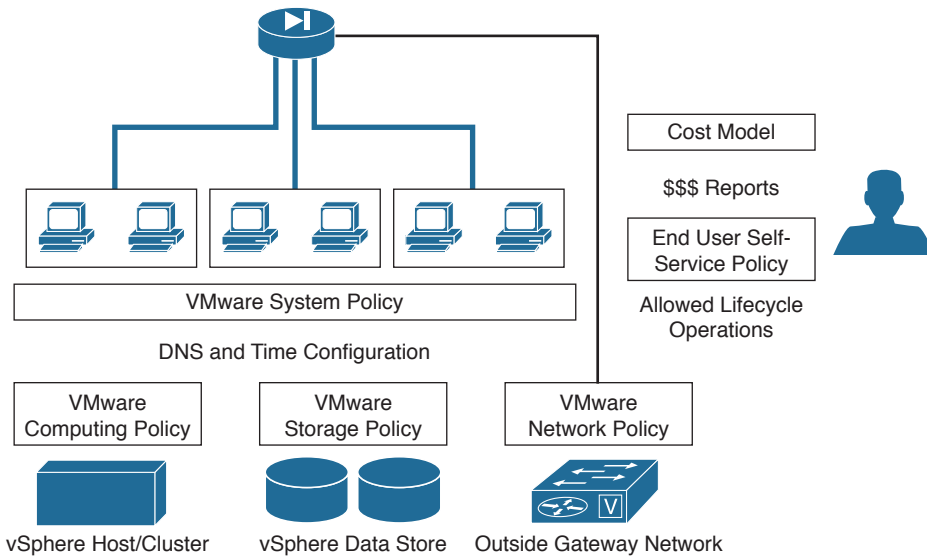 Cost Model
$$$ Reports
End User Self-
Service Policy
Allowed Lifecycle
Operations
VMware System Policy
DNS and Time Configuration
VMware
Computing Policy
VMware
Storage Policy
VMware
Network Policy
V
vSphere Host/Cluster
vSphere Data Store
Outside Gateway Network